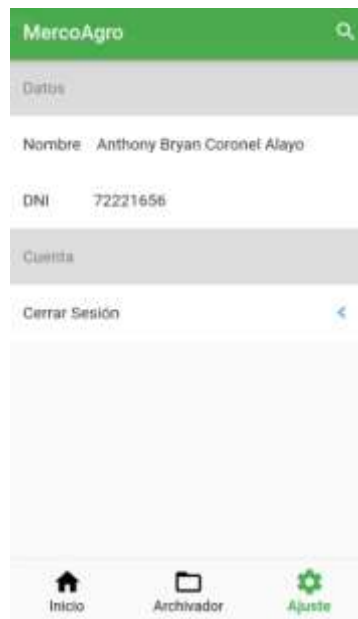 MercoAgro
Datos
Nombre Anthony Bryan Coronel Alayo
DNI 72221656
Cuenta
Cerrar Sesión
Inicio Archivador Ajuste